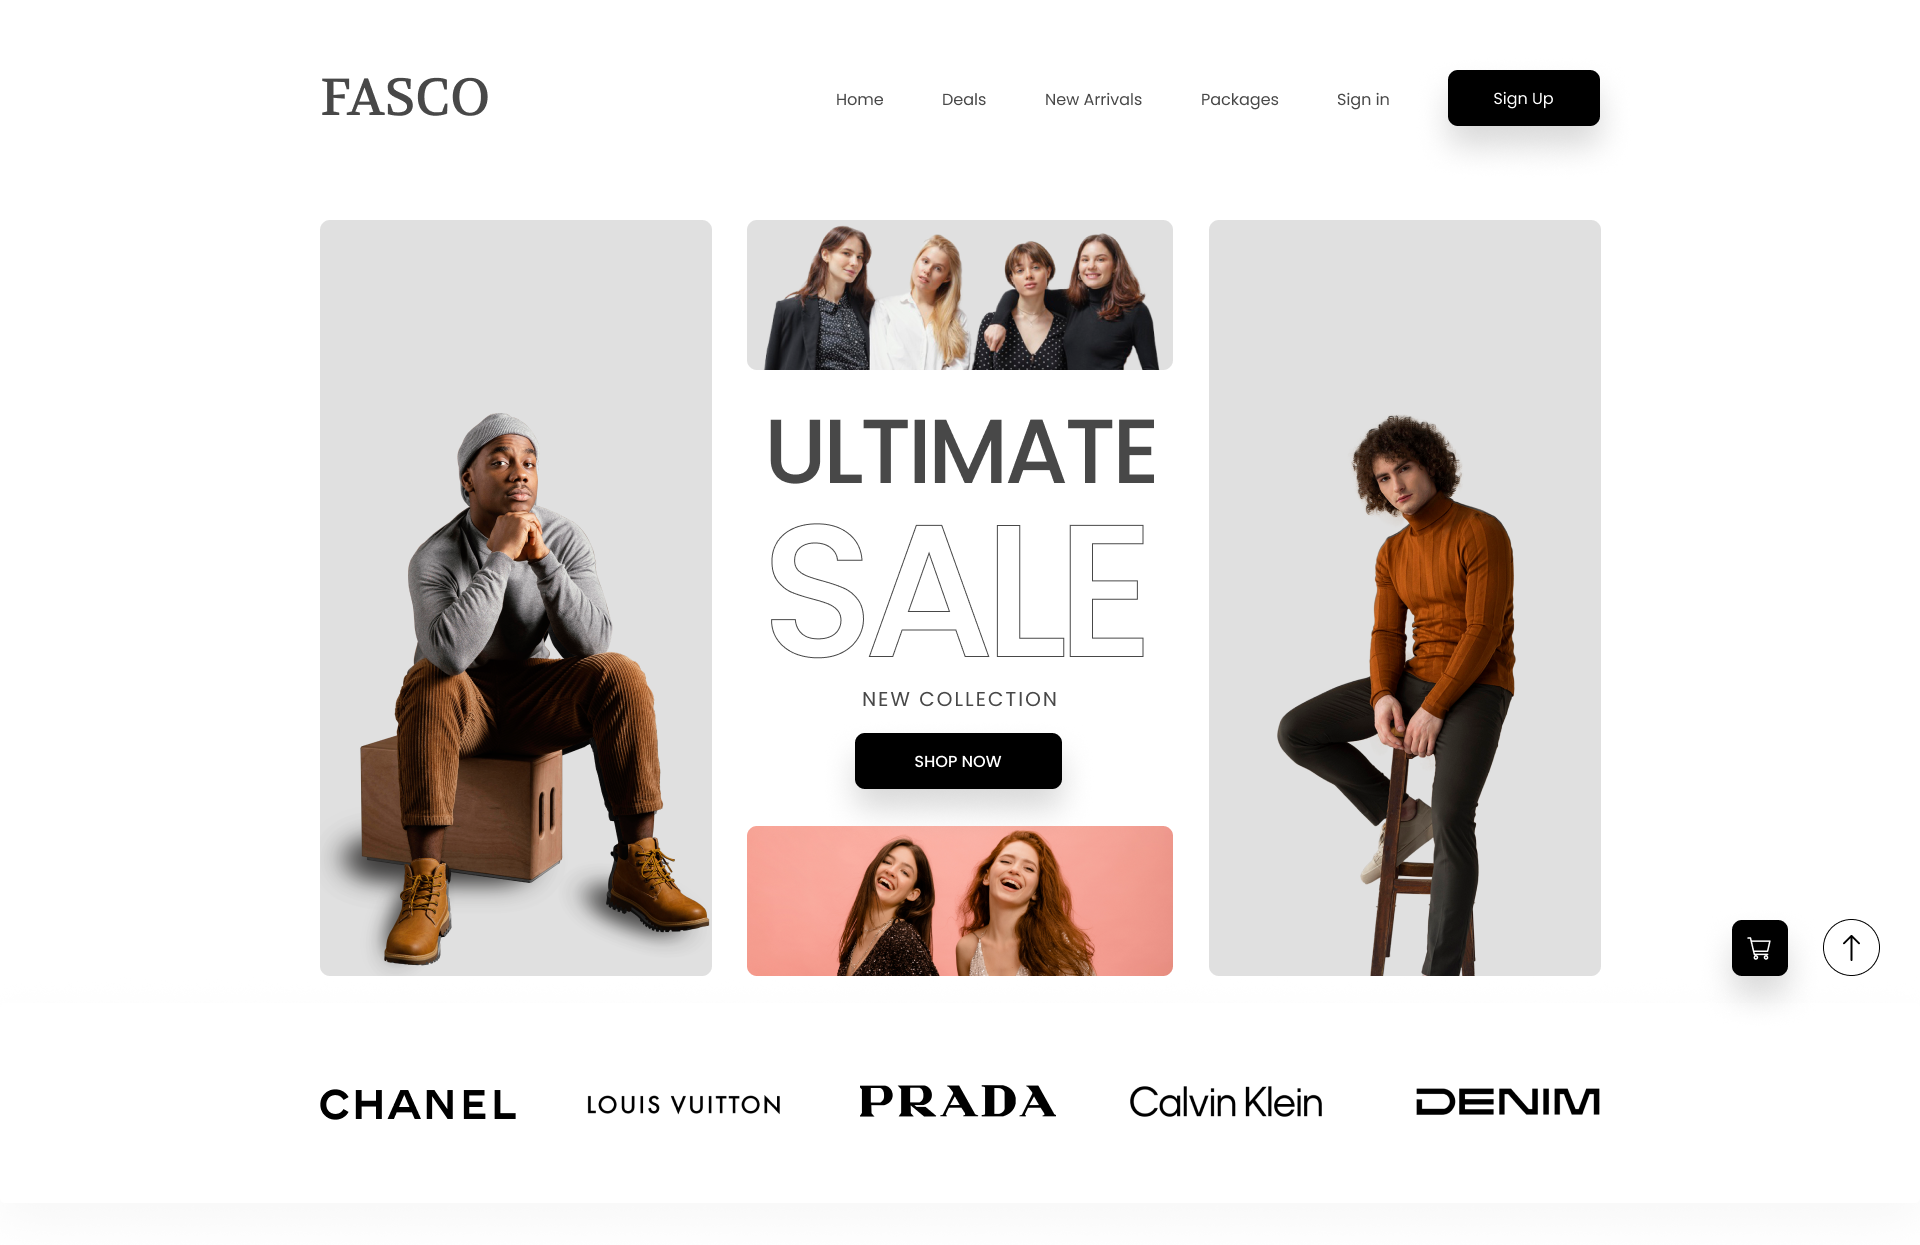 FASCO
Home Deals New Arrivals Packages Sign in Sign Up
ULTIMATE
SALE
NEW COLLECTION
SHOP NOW
CHANEL LOUIS VUITTON PRADA Calvin Klein DENIM